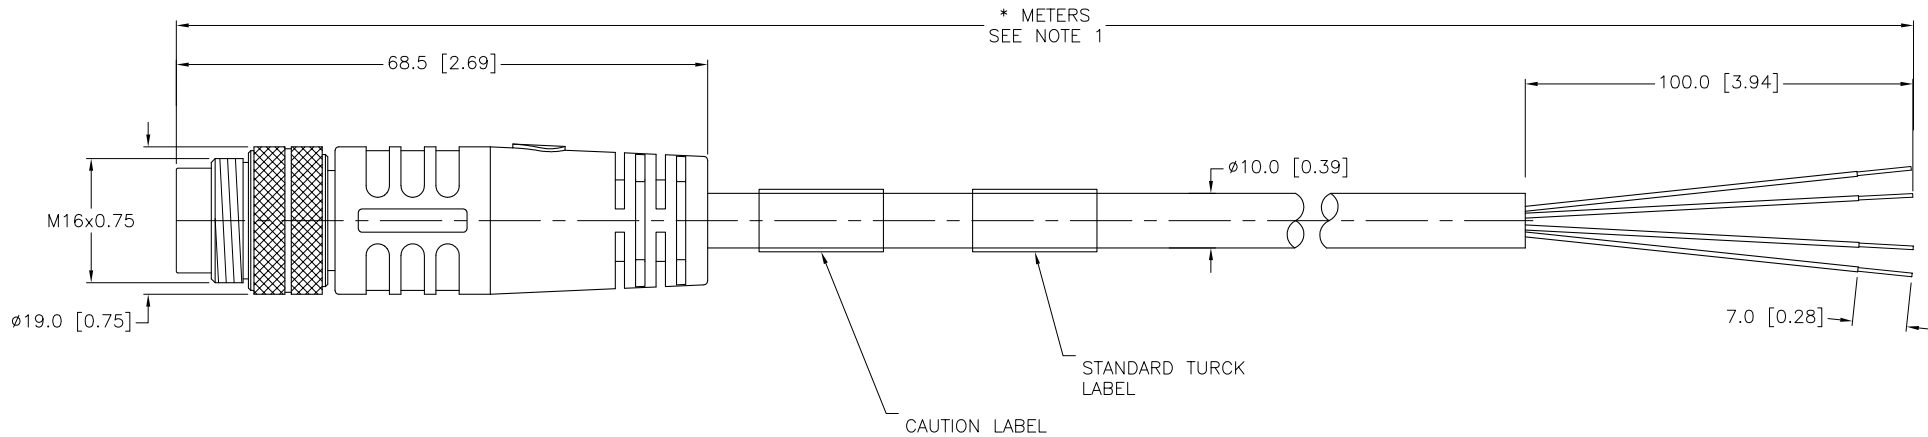 * METERS
SEE NOTE 1
68.5 [2.69]
100.0 [3.94]
ø10.0 [0.39]
M16x0.75
ø19.0 [0.75]
7.0 [0.28]
STANDARD TURCK
LABEL
CAUTION LABEL